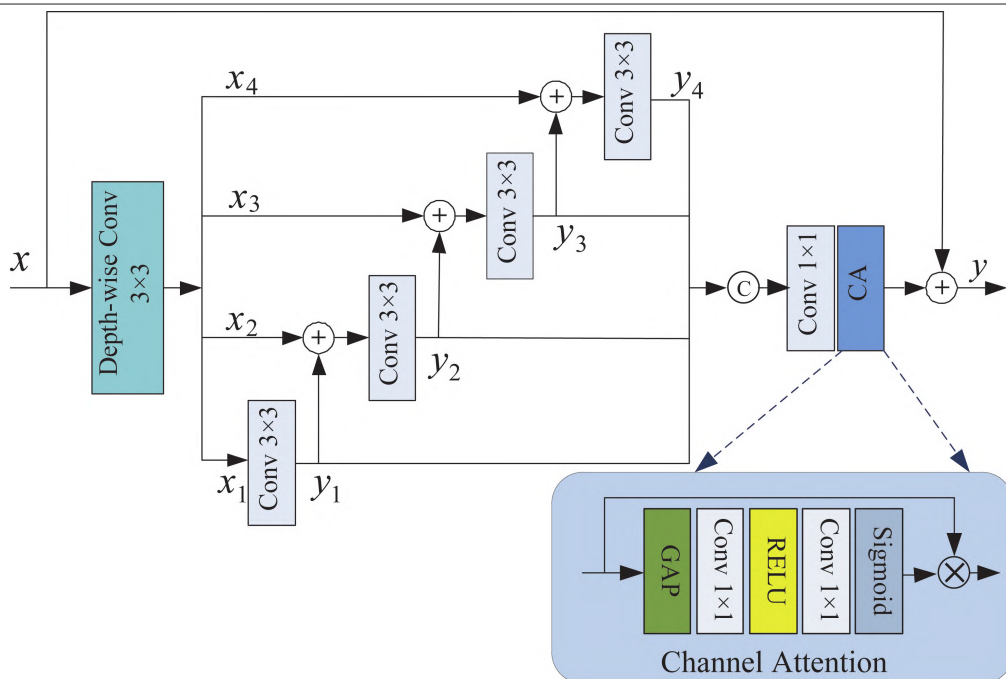 x
Depth-wise Conv
3×3
x₄
+
Conv 3×3
y₄
x₃
+
Conv 3×3
y₃
x₂
+
Conv 3×3
y₂
x₁
Conv 3×3
y₁
C
Conv 1×1
CA
+
y
GAP
Conv 1×1
RELU
Conv 1×1
Sigmoid
×
Channel Attention